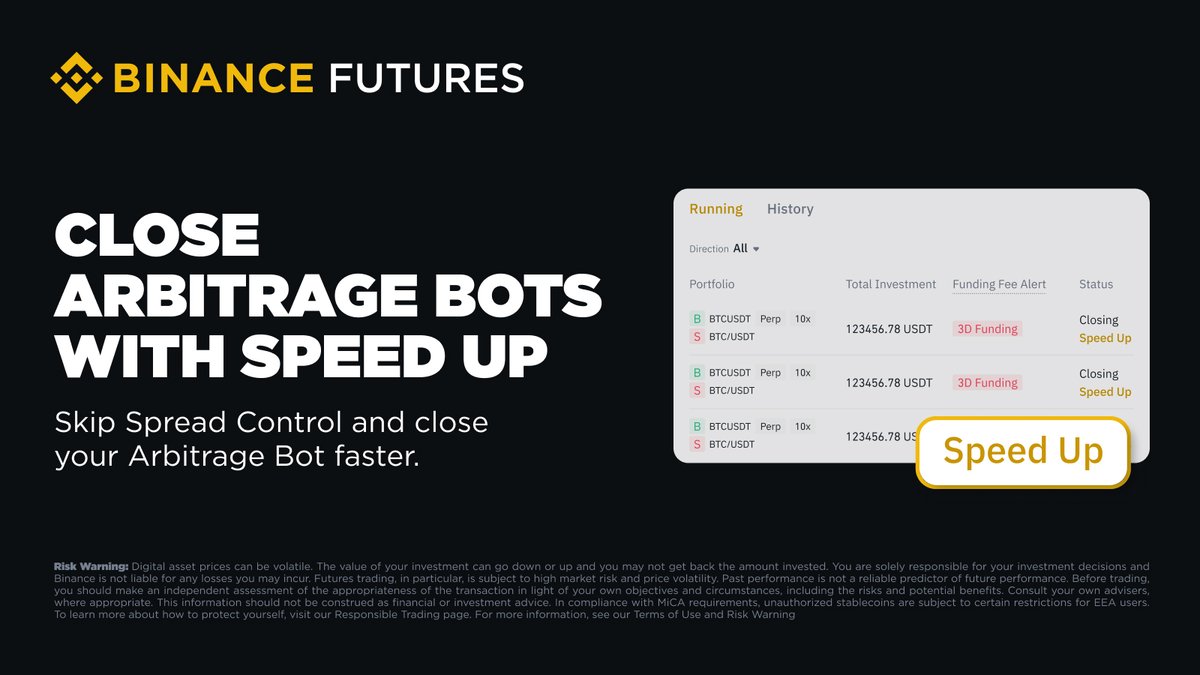 BINANCE FUTURES
CLOSE
ARBITRAGE BOTS
WITH SPEED UP
Skip Spread Control and close
your Arbitrage Bot faster.
Running History
Direction All
Portfolio Total Investment Funding Fee Alert Status
B BTCUSDT Perp 10x
S BTC/USDT
123456.78 USDT
3D Funding
Closing
Speed Up
B BTCUSDT Perp 10x
S BTC/USDT
123456.78 USDT
3D Funding
Closing
Speed Up
B BTCUSDT Perp 10x
S BTC/USDT
123456.78
Speed Up
Risk Warning: Digital asset prices can be volatile. The value of your investment can go down or up and you may not get back the amount invested. You are solely responsible for your investment decisions and
Binance is not liable for any losses you may incur. Futures trading, in particular, is subject to high market risk and price volatility. Past performance is not a reliable predictor of future performance. Before trading,
you should make an independent assessment of the appropriateness of the transaction in light of your own objectives and circumstances, including the risks and potential benefits. Consult your own advisers,
where appropriate. This information should not be construed as financial or investment advice. In compliance with MiCA requirements, unauthorized stablecoins are subject to certain restrictions for EEA users.
To learn more about how to protect yourself, visit our Responsible Trading page. For more information, see our Terms of Use and Risk Warning